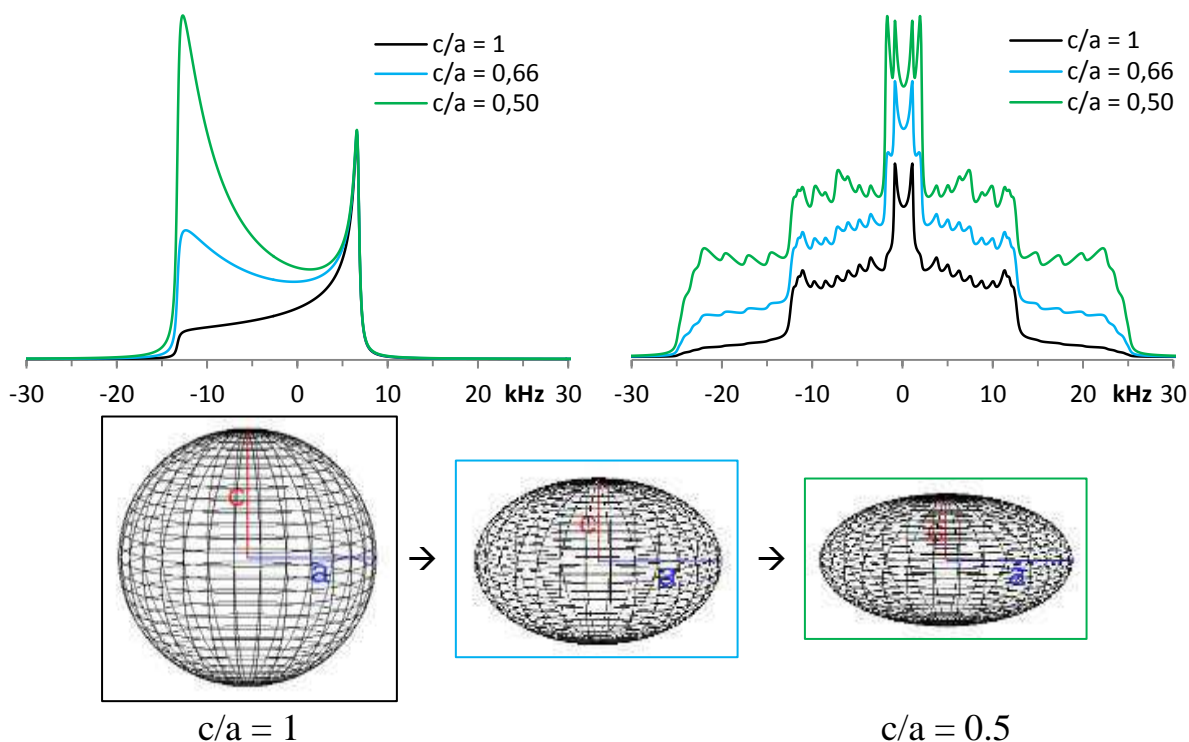 c/a = 1
c/a = 0,66
c/a = 0,50
-30 -20 -10 0 10 20 kHz 30
c/a = 1
c/a = 0,66
c/a = 0,50
-30 -20 -10 0 10 20 kHz 30
c
a
→
c
a
→
a
c/a = 1
c/a = 0.5